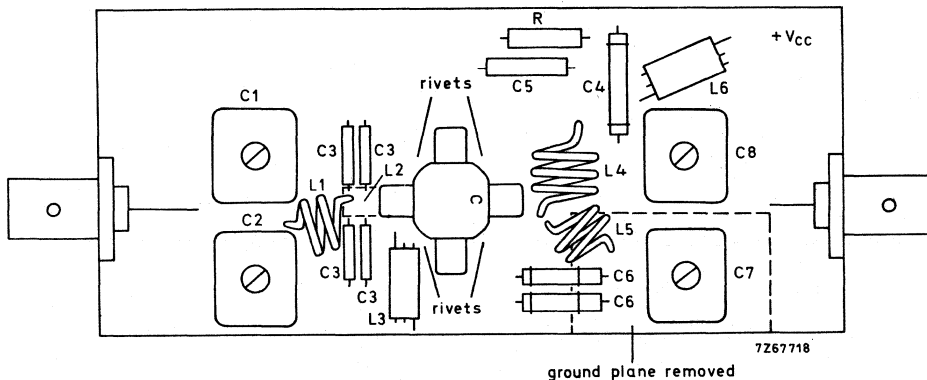 R
+VCC
C5
C4
L6
rivets
C1
C3
C3
L2
L1
C
L4
C8
C2
L5
C3
C3
L3
rivets
C6
C6
C7
7Z67718
ground plane removed